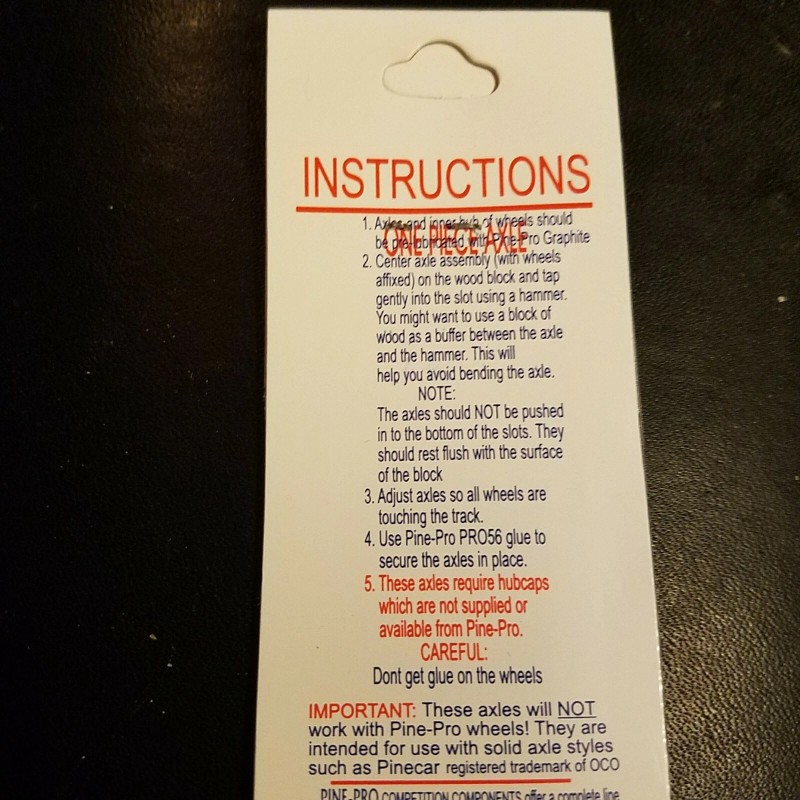 INSTRUCTIONS
ONE PIECE AXLE
1. Axles and inner hub of wheels should
be pre-lubricated with Pine-Pro Graphite
2. Center axle assembly (with wheels
affixed) on the wood block and tap
gently into the slot using a hammer.
You might want to use a block of
wood as a buffer between the axle
and the hammer. This will
help you avoid bending the axle.
NOTE:
The axles should NOT be pushed
in to the bottom of the slots. They
should rest flush with the surface
of the block
3. Adjust axles so all wheels are
touching the track.
4. Use Pine-Pro PRO56 glue to
secure the axles in place.
5. These axles require hubcaps
which are not supplied or
available from Pine-Pro.
CAREFUL:
Dont get glue on the wheels
IMPORTANT: These axles will NOT
work with Pine-Pro wheels! They are
intended for use with solid axle styles
such as Pinecar registered trademark of OCO
PINE-PRO COMPETITION COMPONENTS offer a complete line